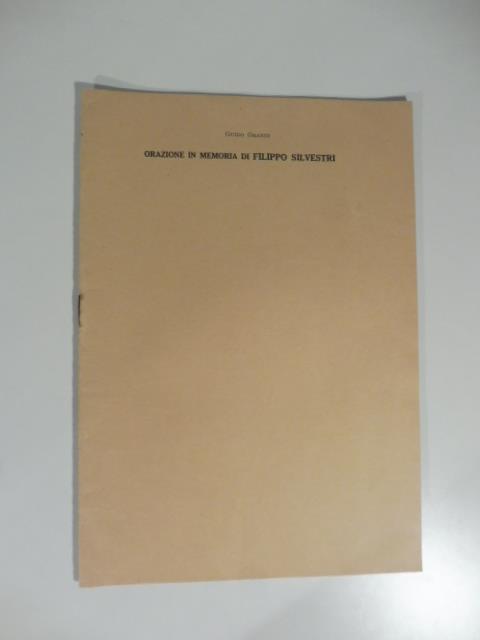 Guido Grandi
ORAZIONE IN MEMORIA DI FILIPPO SILVESTRI